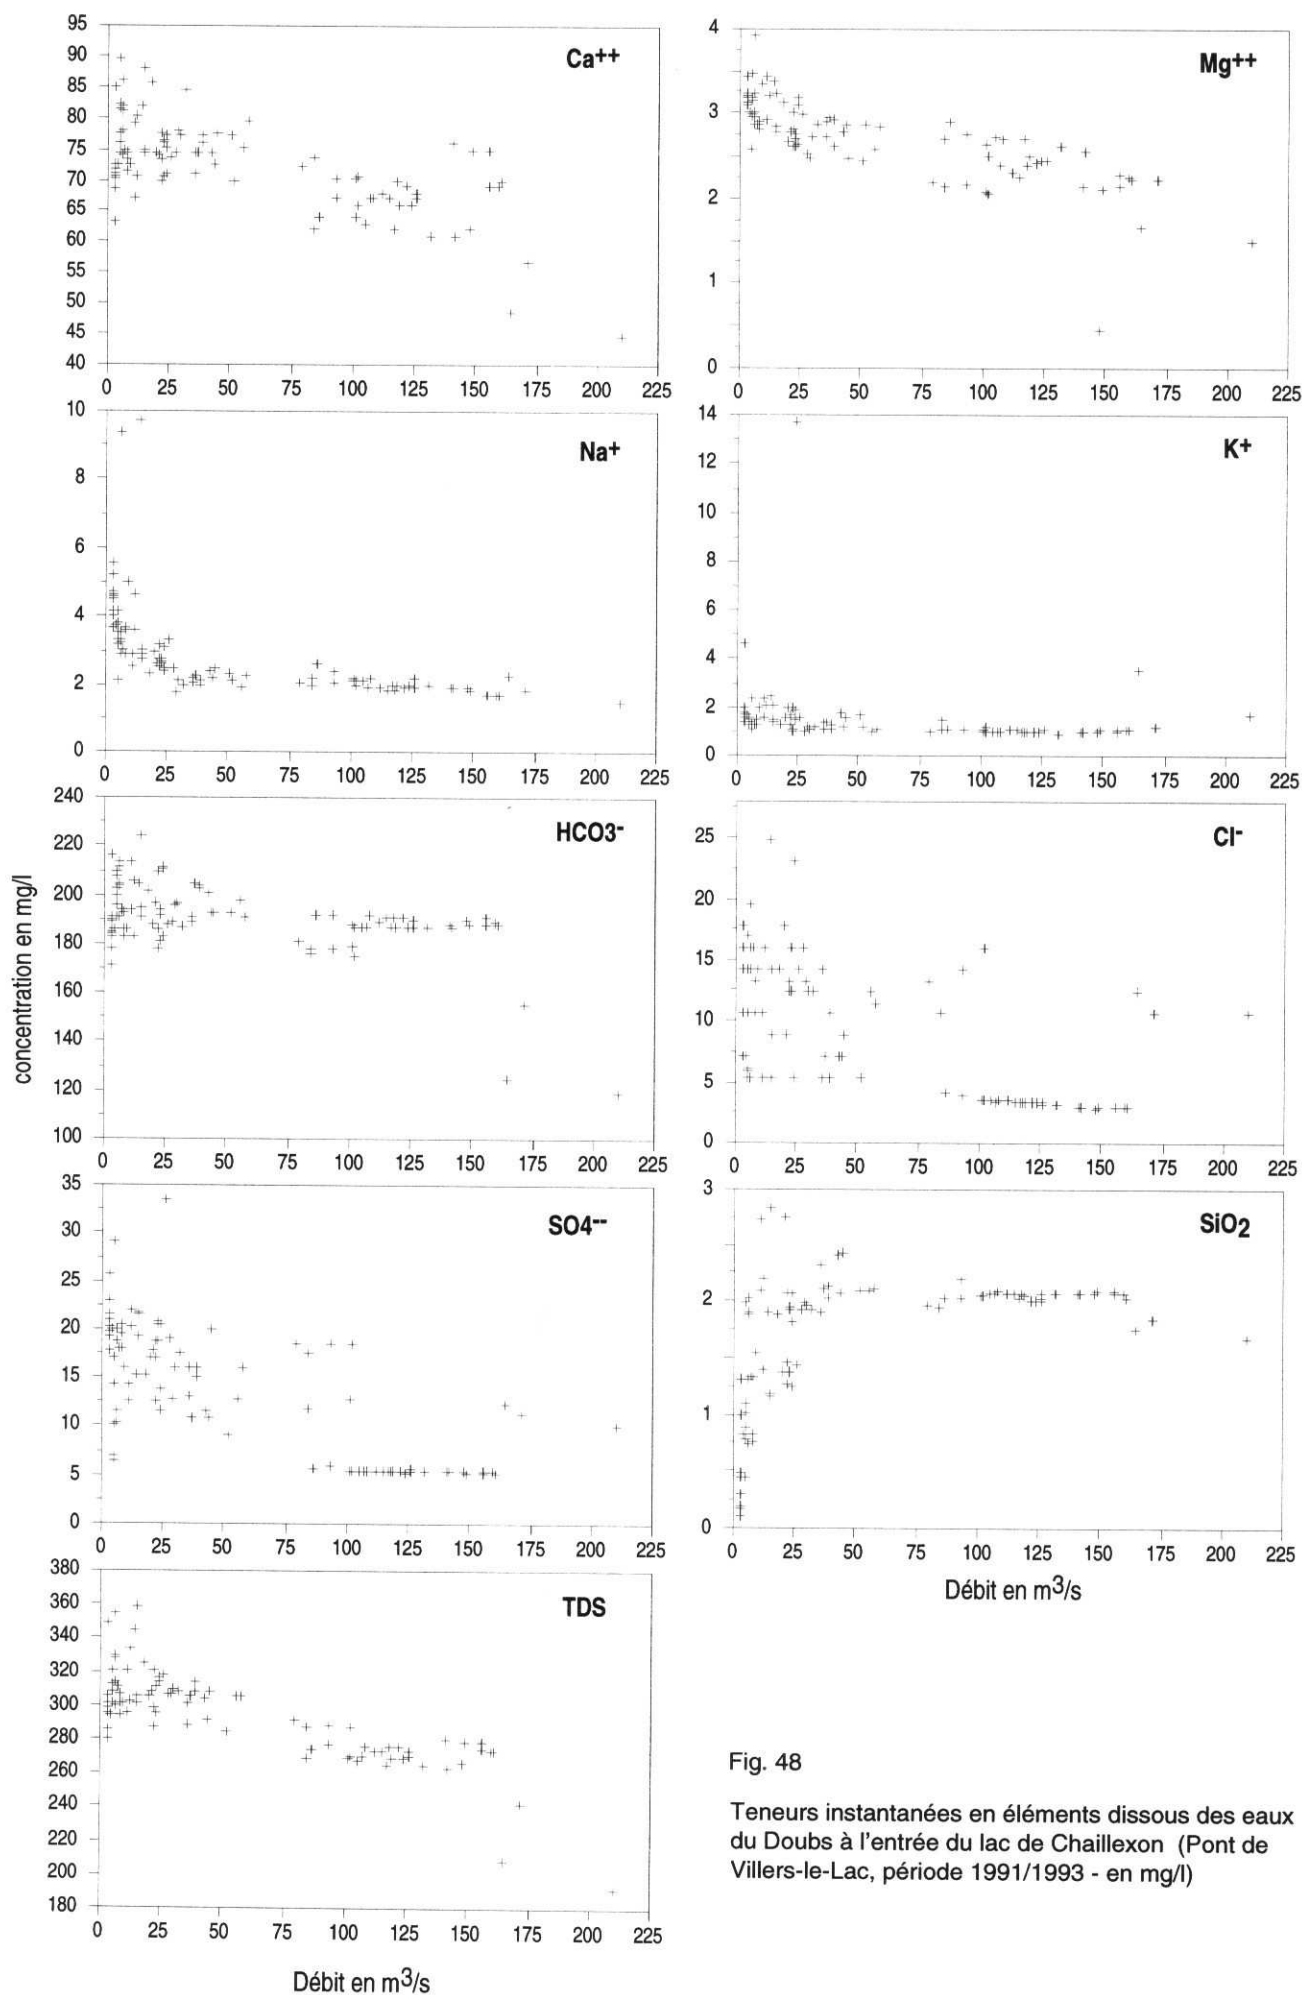 Ca++
95
90
85
80
75
70
65
60
55
50
45
40
0 25 50 75 100 125 150 175 200 225
Mg++
4
3
2
1
0
0 25 50 75 100 125 150 175 200 225
Na+
10
8
6
4
2
0
0 25 50 75 100 125 150 175 200 225
K+
14
12
10
8
6
4
2
0
0 25 50 75 100 125 150 175 200 225
concentration en mg/l
HCO3-
240
220
200
180
160
140
120
100
0 25 50 75 100 125 150 175 200 225
Cl-
25
20
15
10
5
0
0 25 50 75 100 125 150 175 200 225
SO4--
35
30
25
20
15
10
5
0
0 25 50 75 100 125 150 175 200 225
SiO2
3
2
1
0
0 25 50 75 100 125 150 175 200 225
Débit en m3/s
TDS
380
360
340
320
300
280
260
240
220
200
180
0 25 50 75 100 125 150 175 200 225
Débit en m3/s
Fig. 48
Teneurs instantanées en éléments dissous des eaux
du Doubs à l'entrée du lac de Chaillexon (Pont de
Villers-le-Lac, période 1991/1993 - en mg/l)